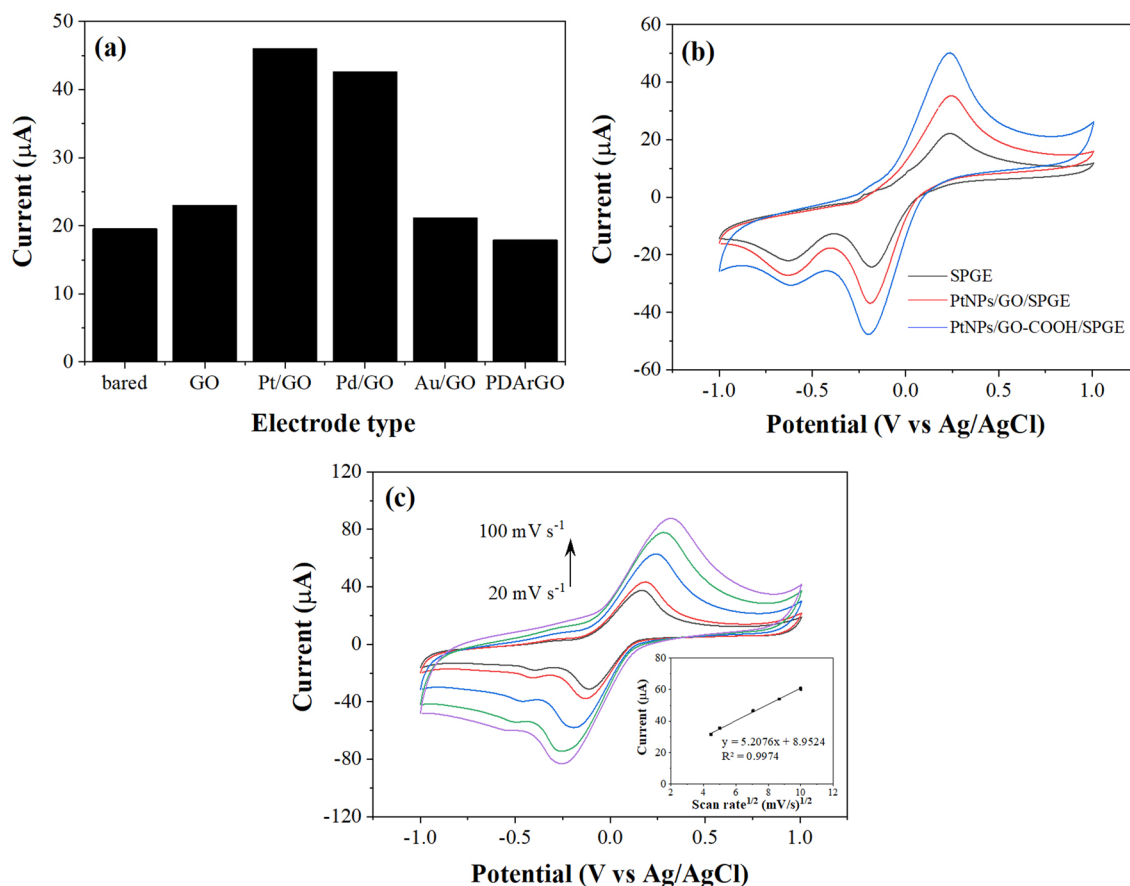 (a)
50
40
30
20
10
0
Current (μA)
bared GO Pt/GO Pd/GO Au/GO PDArGO
Electrode type
(b)
60
40
20
0
-20
-40
-60
Current (μA)
SPGE
PtNPs/GO/SPGE
PtNPs/GO-COOH/SPGE
-1.0 -0.5 0.0 0.5 1.0
Potential (V vs Ag/AgCl)
(c)
120
80
40
0
-40
-80
-120
Current (μA)
100 mV s⁻¹
20 mV s⁻¹
80
60
40
20
0
Current (μA)
y = 5.2076x + 8.9524
R² = 0.9974
2 4 6 8 10 12
Scan rate¹/² (mV/s)¹/²
-1.0 -0.5 0.0 0.5 1.0
Potential (V vs Ag/AgCl)